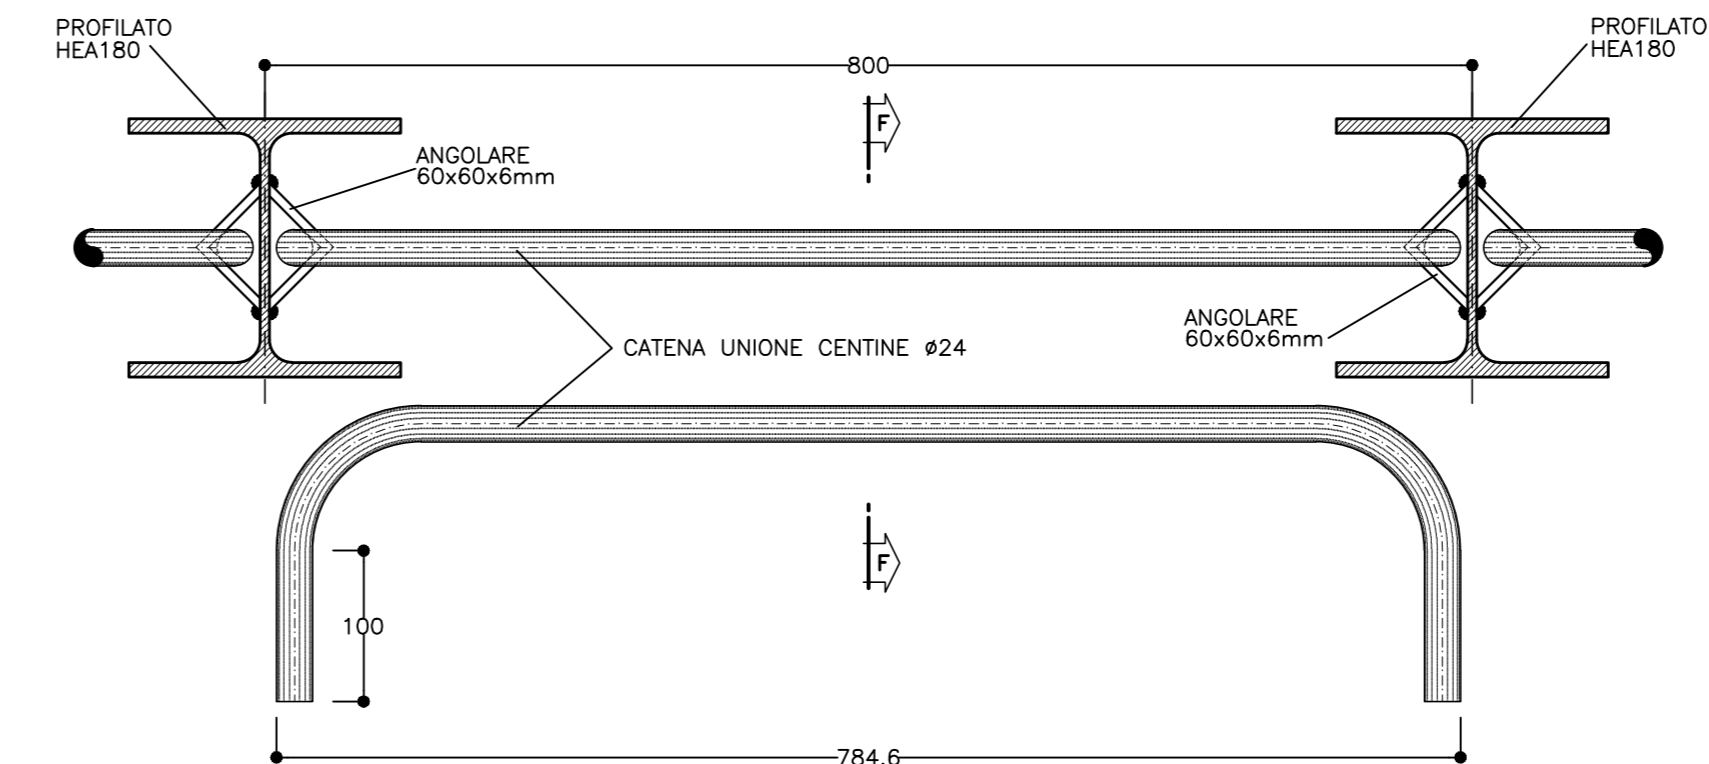 PROFILATO
HEA180
PROFILATO
HEA180
800
F
ANGOLARE
60x60x6mm
ANGOLARE
60x60x6mm
CATENA UNIONE CENTINE ø24
F
100
784.6